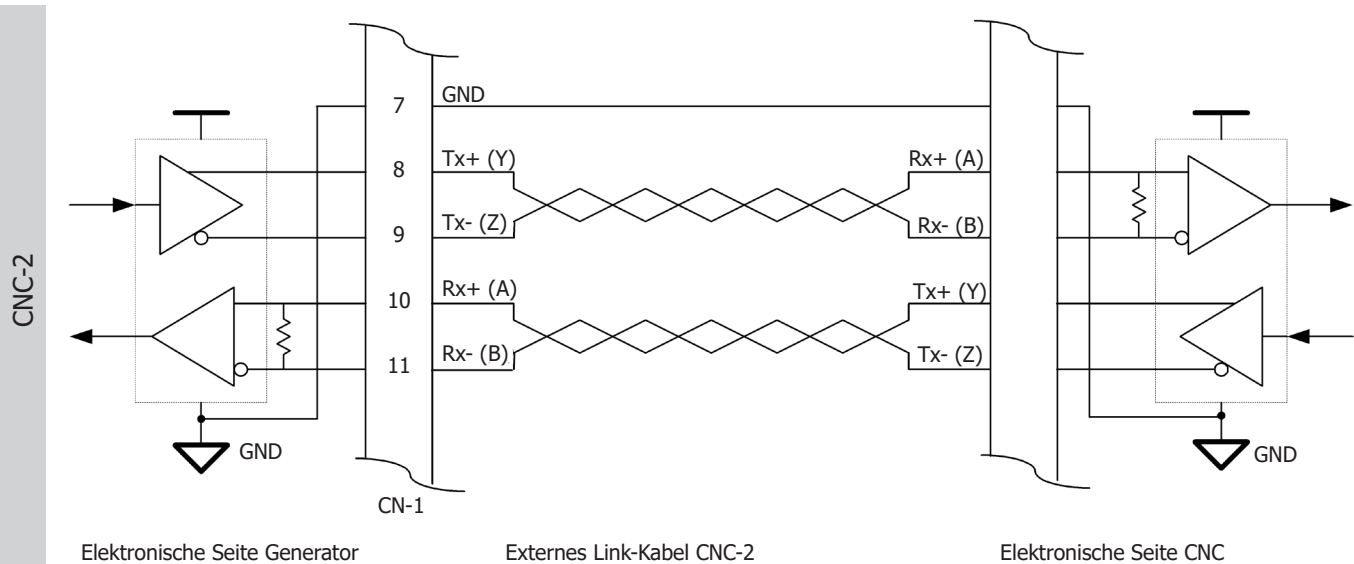 CNC-2
7 GND
8 Tx+ (Y) Rx+ (A)
9 Tx- (Z) Rx- (B)
10 Rx+ (A) Tx+ (Y)
11 Rx- (B) Tx- (Z)
GND GND
CN-1
Elektronische Seite Generator Externes Link-Kabel CNC-2 Elektronische Seite CNC